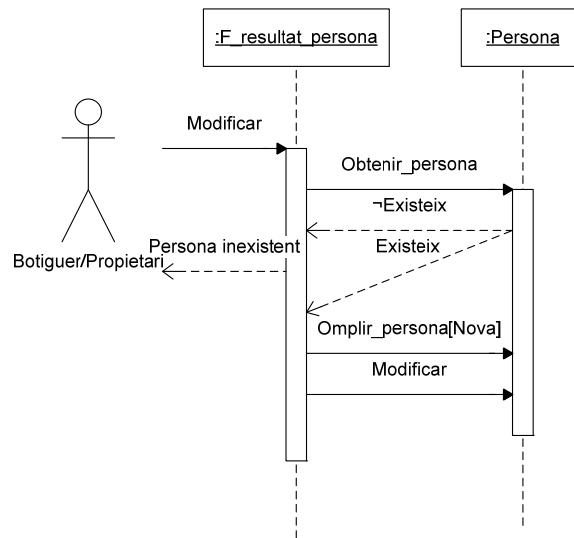 :F_resultat_persona
:Persona
Modificar
Obtenir_persona
¬Existeix
Persona inexistent
Existeix
Botiguer/Propietari
Omplir_persona[Nova]
Modificar